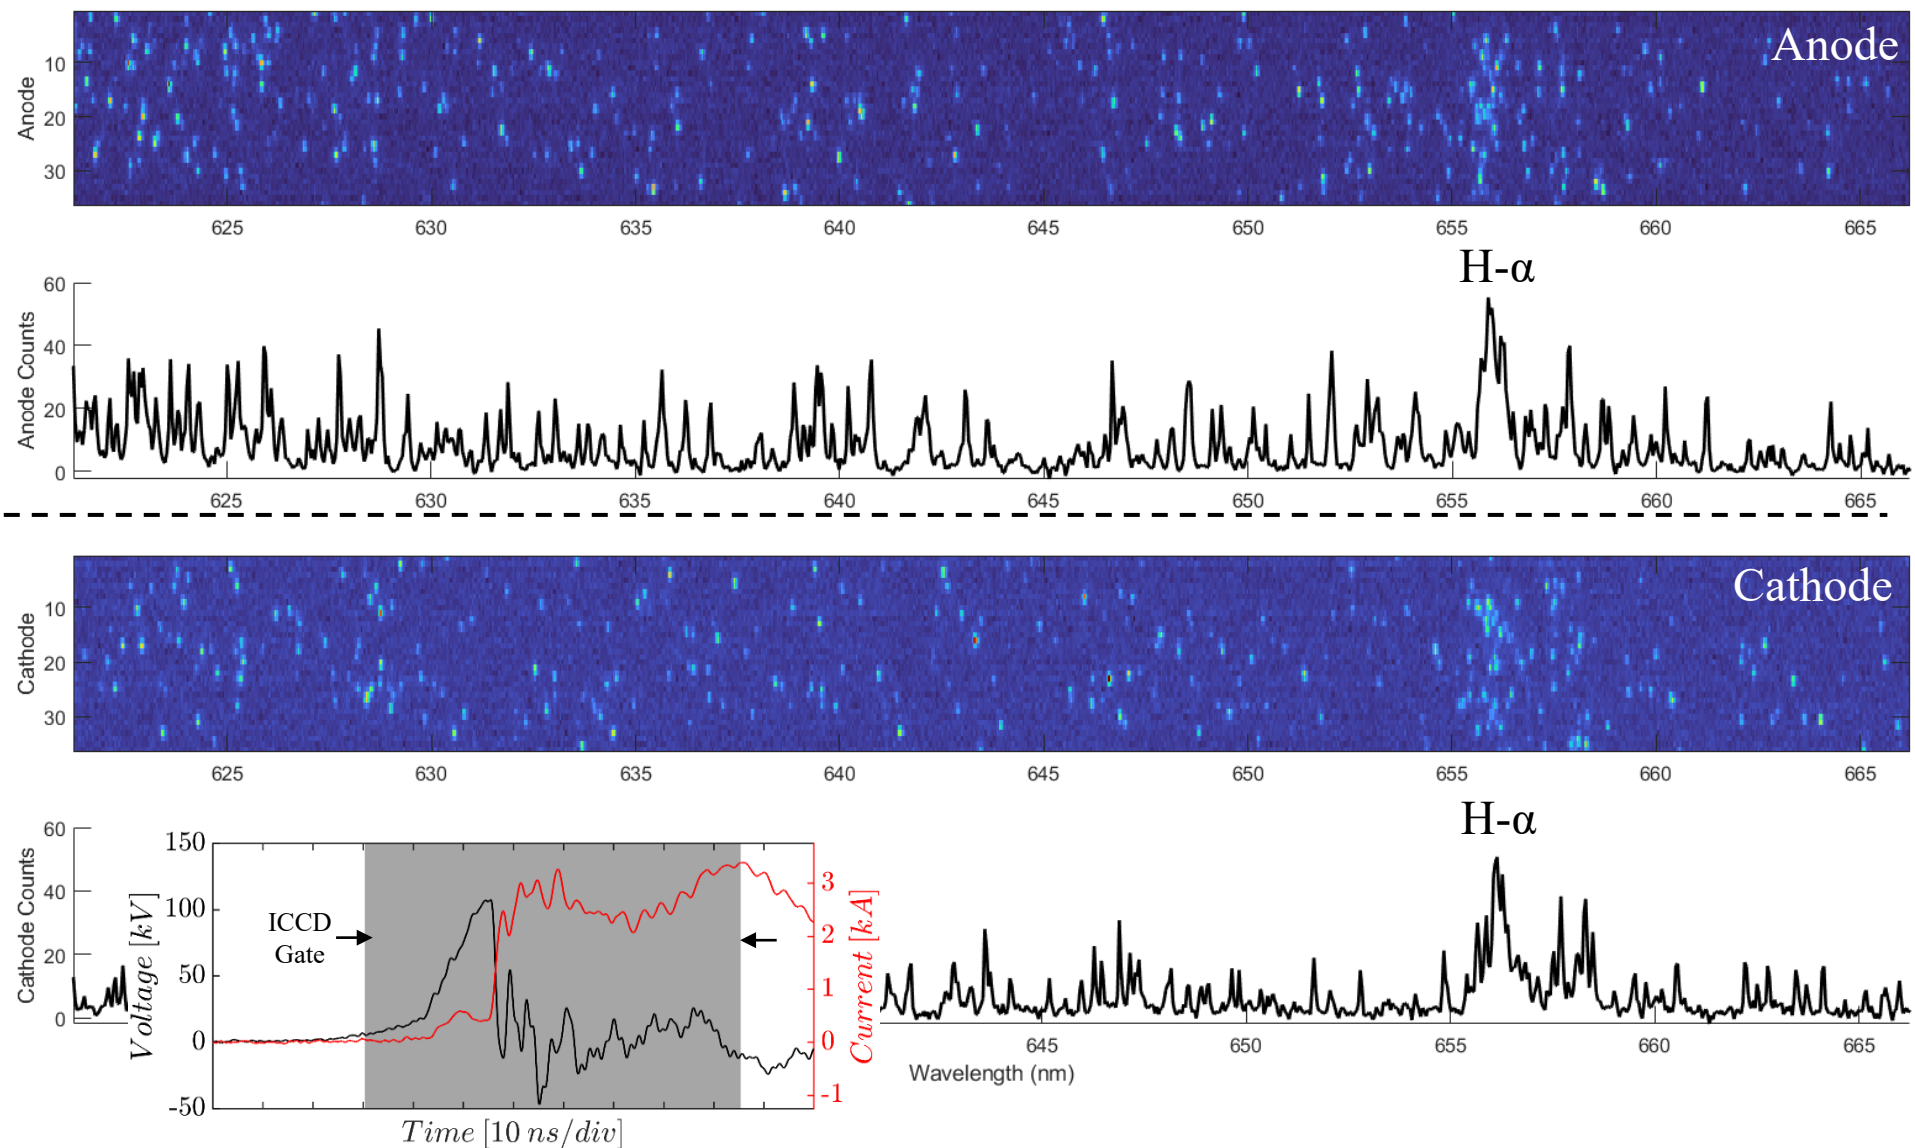 Anode
10
20
30
Anode
625 630 635 640 645 650 655 660 665
H-α
60
40
20
0
Anode Counts
625 630 635 640 645 650 655 660 665
Cathode
10
20
30
Cathode
625 630 635 640 645 650 655 660 665
H-α
60
40
20
0
Cathode Counts
150
100
50
0
-50
Voltage [kV]
ICCD
Gate
3
2
1
0
-1
Current [kA]
Time [10 ns/div]
645 650 655 660 665
Wavelength (nm)